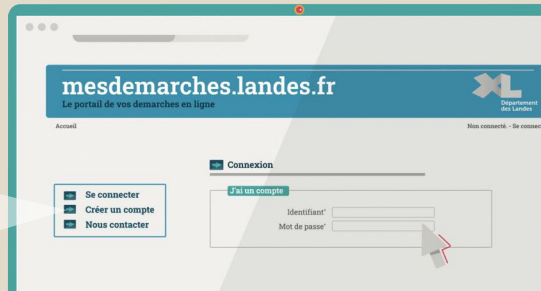 mesdemarches.landes.fr
Le portail de vos demarches en ligne
XL
Département
des Landes
Accueil
Non connecté. - Se connec
Connexion
Se connecter
Créer un compte
Nous contacter
J'ai un compte
Identifiant*
Mot de passe*